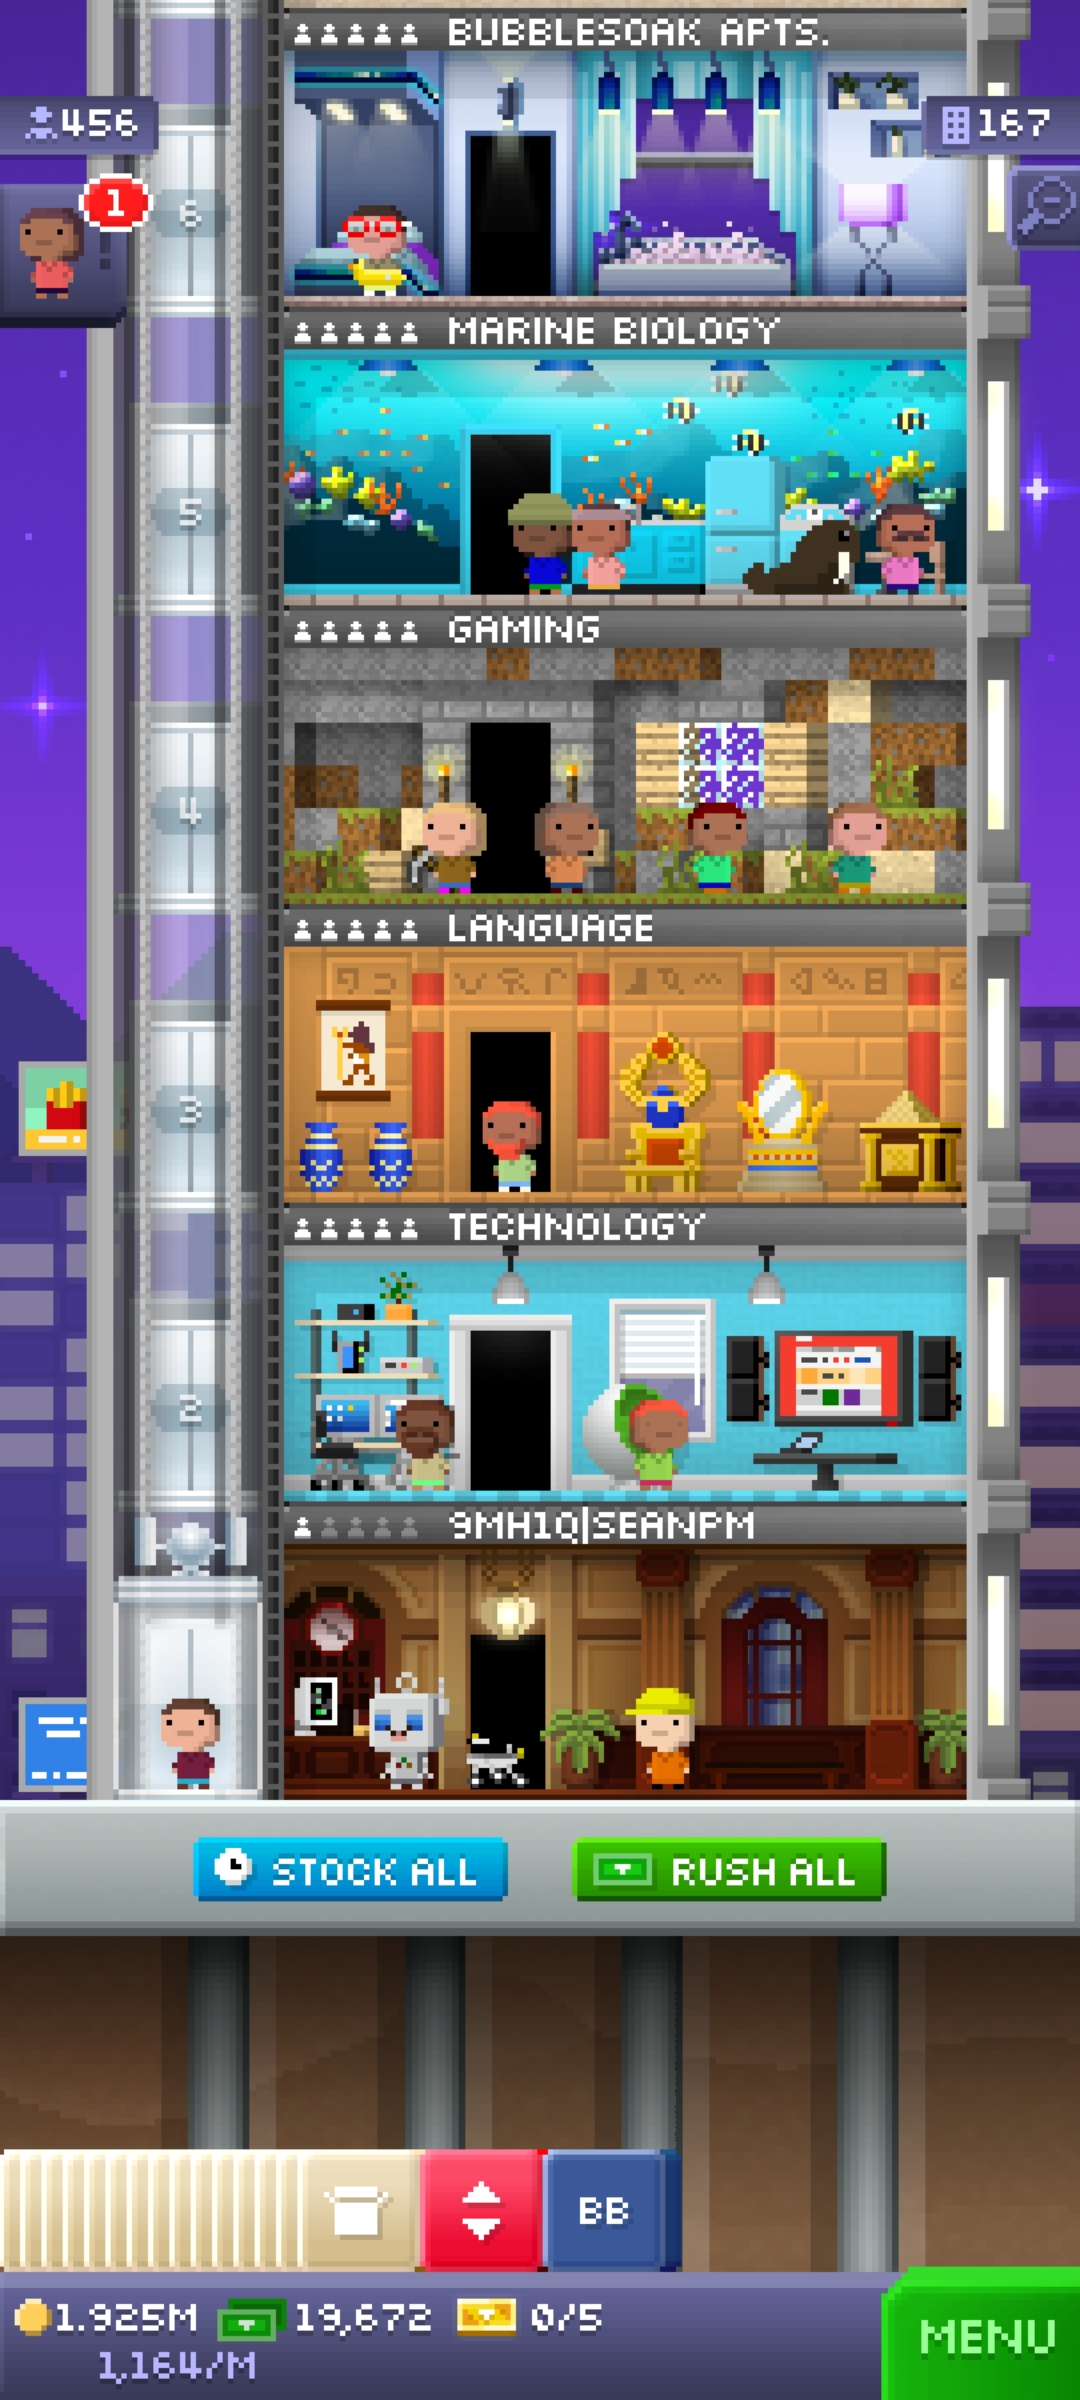 BUBBLESOAK APTS.
456
167
1
6
MARINE BIOLOGY
5
GAMING
4
LANGUAGE
3
TECHNOLOGY
2
9MH1Q|SEANPM
STOCK ALL
RUSH ALL
BB
1.925M 19,672 0/5
1,164/M
MENU